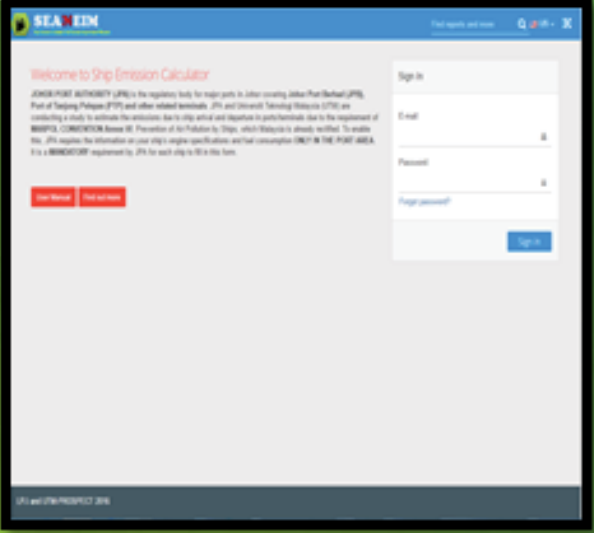 SEANEIM
Find reports and more
Welcome to Ship Emission Calculator
JOHOR PORT AUTHORITY (JPA) is the regulatory body for major ports in Johor covering Johor Port Berhad (JPB),
Port of Tanjung Pelepas (PTP) and other related terminals. JPA and Universiti Teknologi Malaysia (UTM) are
conducting a study to estimate the emissions due to ship arrival and departure in ports/terminals due to the requirement of
MARPOL CONVENTION Annex VI: Prevention of Air Pollution by Ships, which Malaysia is already rectified. To enable
this, JPA requires the information on your ship's engine specifications and fuel consumption ONLY IN THE PORT AREA.
It is a MANDATORY requirement by JPA for each ship to fill in this form.
User Manual
Find out more
Sign in
E-mail
Password
Forgot password?
Sign in
and UTM PROSPECT 2016